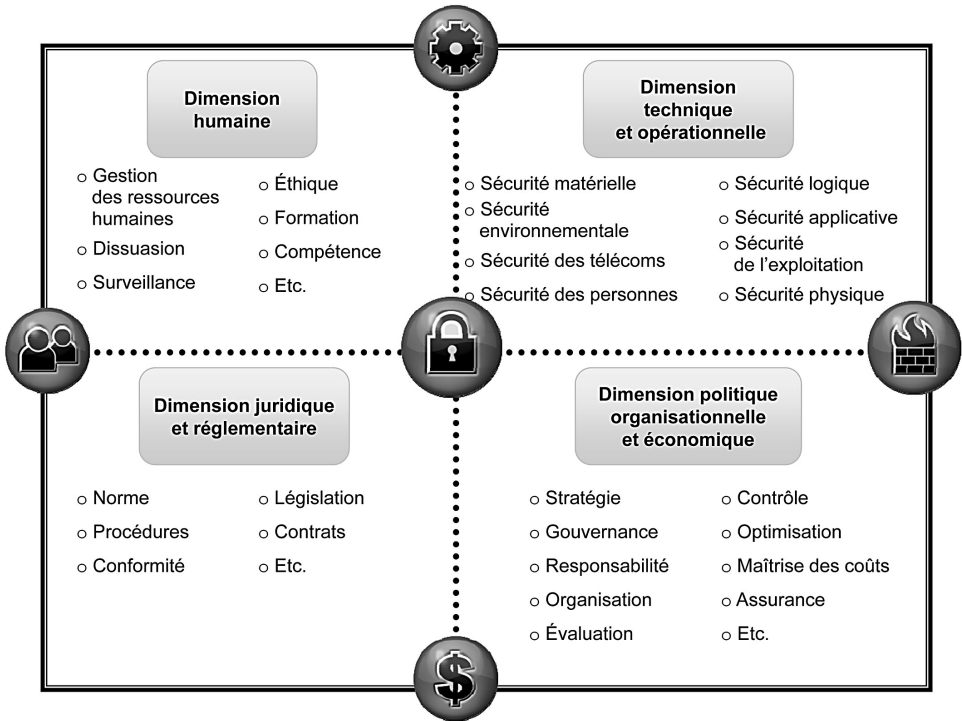 Dimension
humaine
○ Gestion
des ressources
humaines
○ Dissuasion
○ Surveillance
○ Éthique
○ Formation
○ Compétence
○ Etc.
Dimension
technique
et opérationnelle
○ Sécurité matérielle
○ Sécurité
environnementale
○ Sécurité des télécoms
○ Sécurité des personnes
○ Sécurité logique
○ Sécurité applicative
○ Sécurité
de l’exploitation
○ Sécurité physique
Dimension juridique
et réglementaire
○ Norme
○ Procédures
○ Conformité
○ Législation
○ Contrats
○ Etc.
Dimension politique
organisationnelle
et économique
○ Stratégie
○ Gouvernance
○ Responsabilité
○ Organisation
○ Évaluation
○ Contrôle
○ Optimisation
○ Maîtrise des coûts
○ Assurance
○ Etc.
$